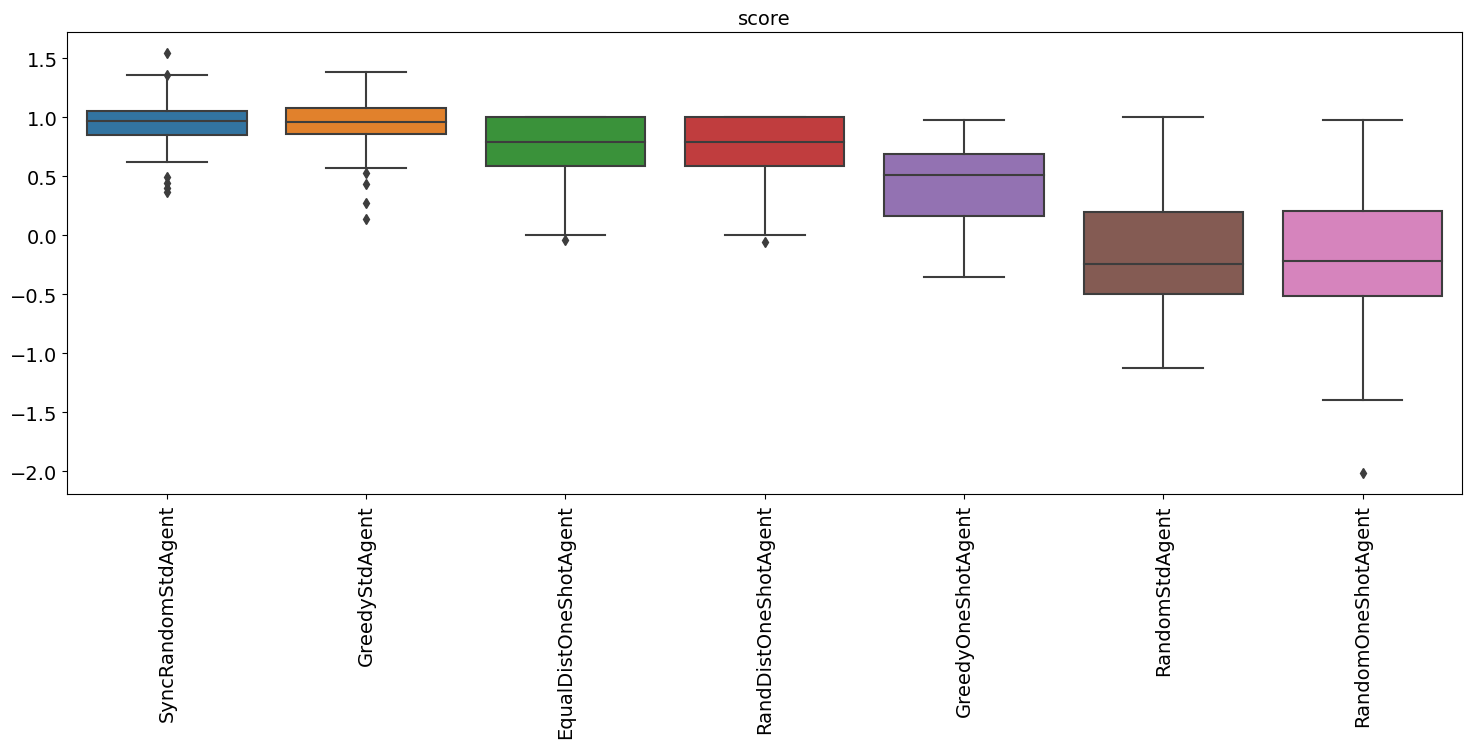 score
1.5
1.0
0.5
0.0
−0.5
−1.0
−1.5
−2.0
SyncRandomStdAgent
GreedyStdAgent
EqualDistOneShotAgent
RandDistOneShotAgent
GreedyOneShotAgent
RandomStdAgent
RandomOneShotAgent